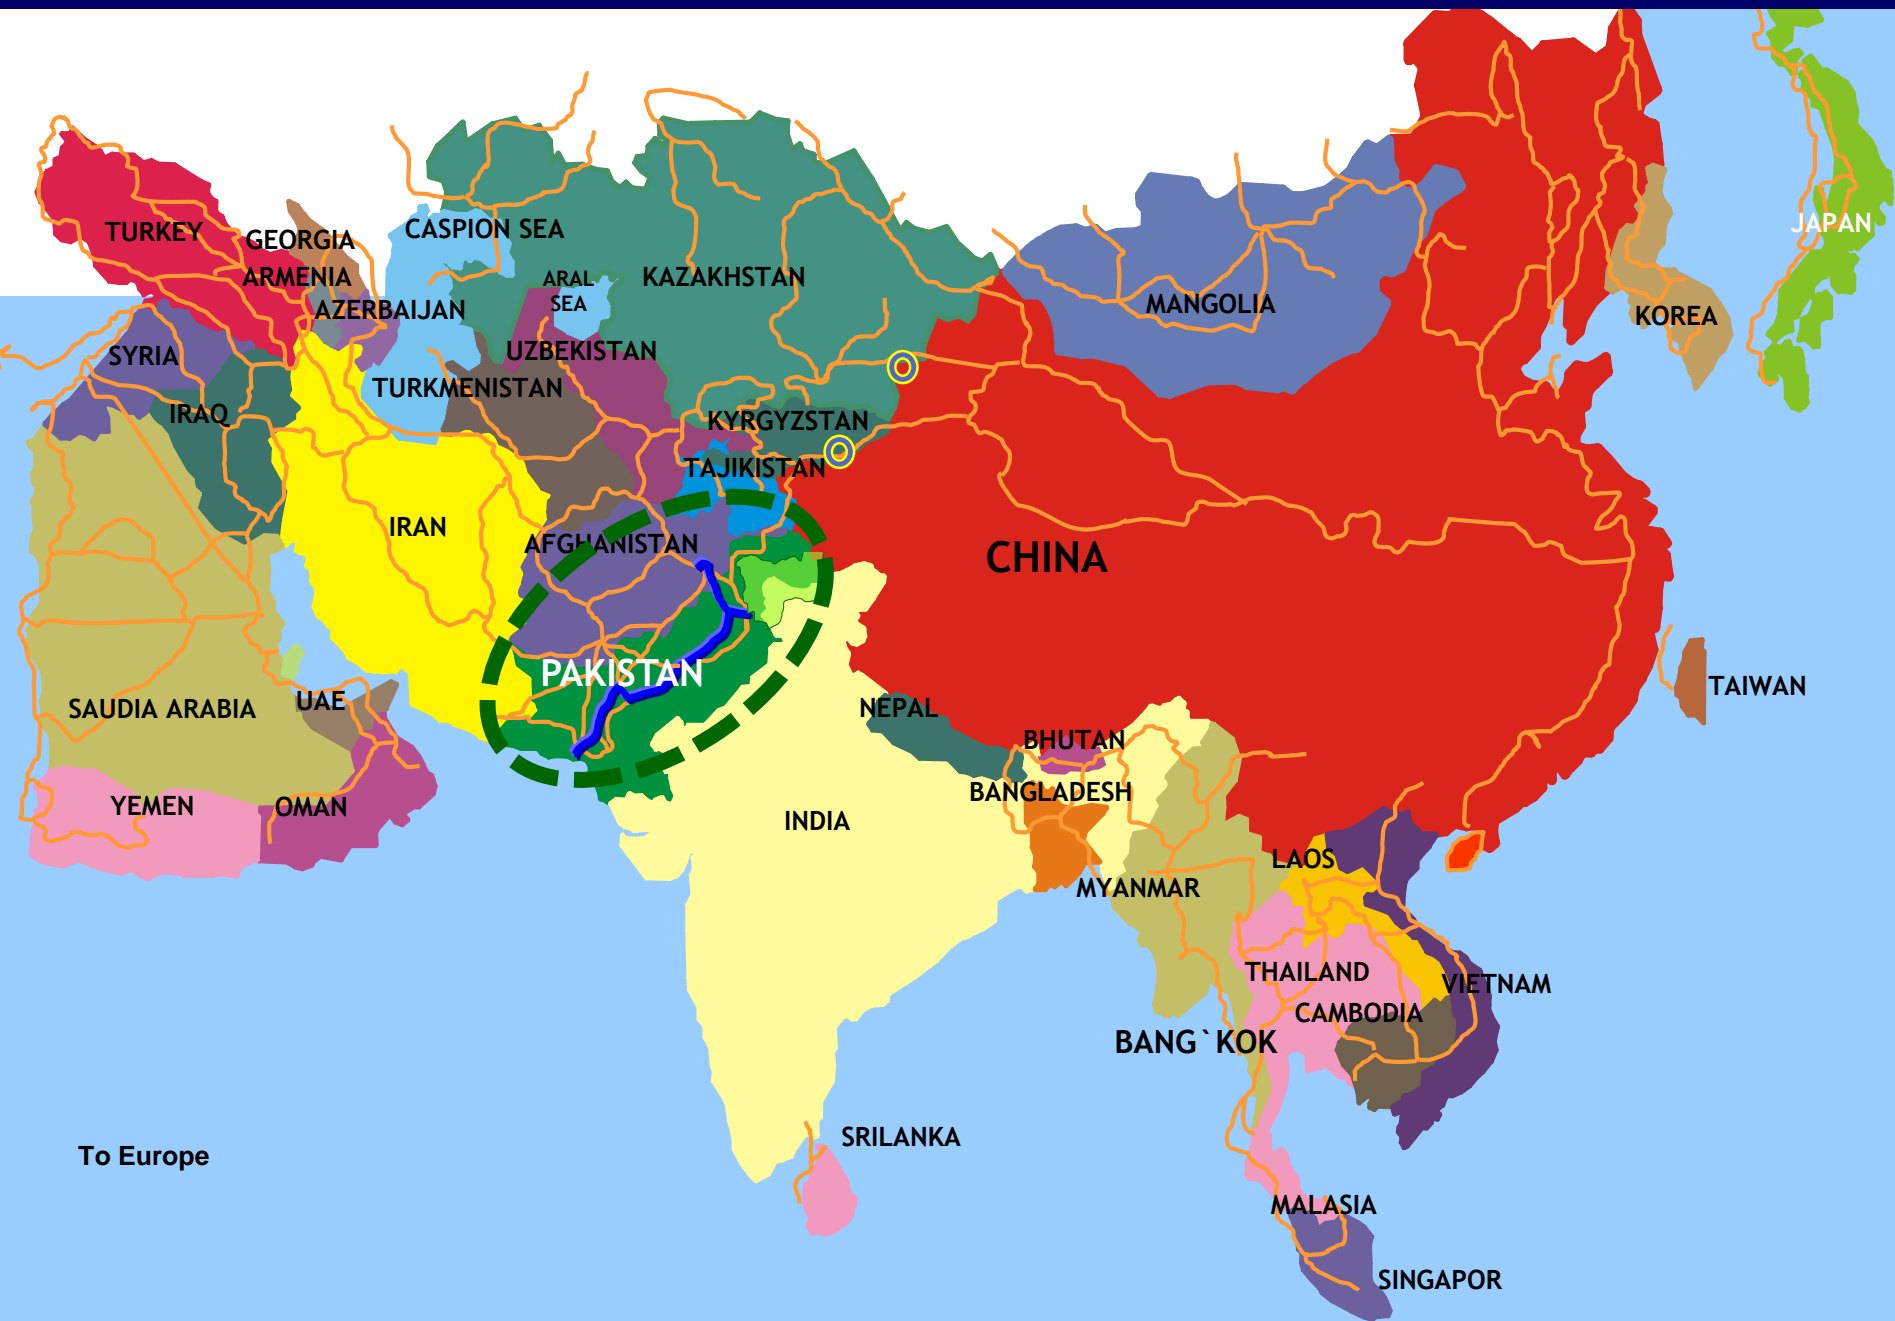 TURKEY
GEORGIA
CASPION SEA
JAPAN
ARMENIA
ARAL
SEA
KAZAKHSTAN
AZERBAIJAN
MANGOLIA
KOREA
SYRIA
UZBEKISTAN
TURKMENISTAN
IRAQ
KYRGYZSTAN
TAJIKISTAN
IRAN
AFGHANISTAN
CHINA
PAKISTAN
SAUDIA ARABIA
UAE
NEPAL
TAIWAN
BHUTAN
BANGLADESH
YEMEN
OMAN
INDIA
LAOS
MYANMAR
THAILAND
VIETNAM
CAMBODIA
BANG`KOK
SRILANKA
To Europe
MALASIA
SINGAPOR